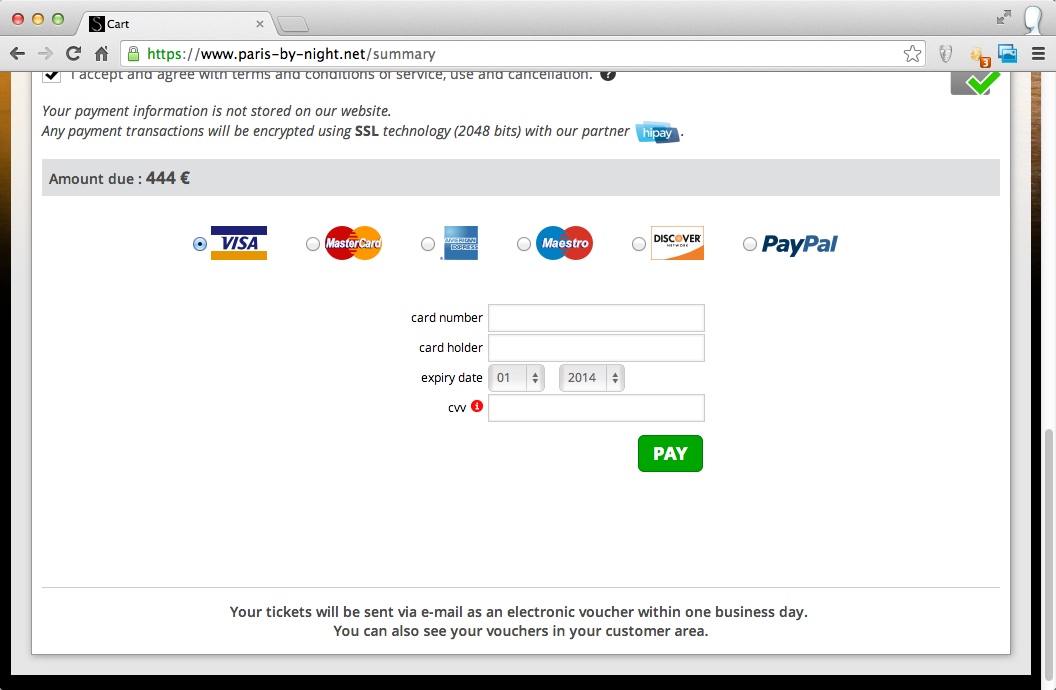 Cart
https://www.paris-by-night.net/summary
3
I accept and agree with terms and conditions of service, use and cancellation. ?
Your payment information is not stored on our website.
Any payment transactions will be encrypted using SSL technology (2048 bits) with our partner hipay.
Amount due : 444 €
VISA MasterCard AMERICAN EXPRESS Maestro DISCOVER NETWORK PayPal
card number
card holder
expiry date 01 2014
cvv i
PAY
Your tickets will be sent via e-mail as an electronic voucher within one business day.
You can also see your vouchers in your customer area.